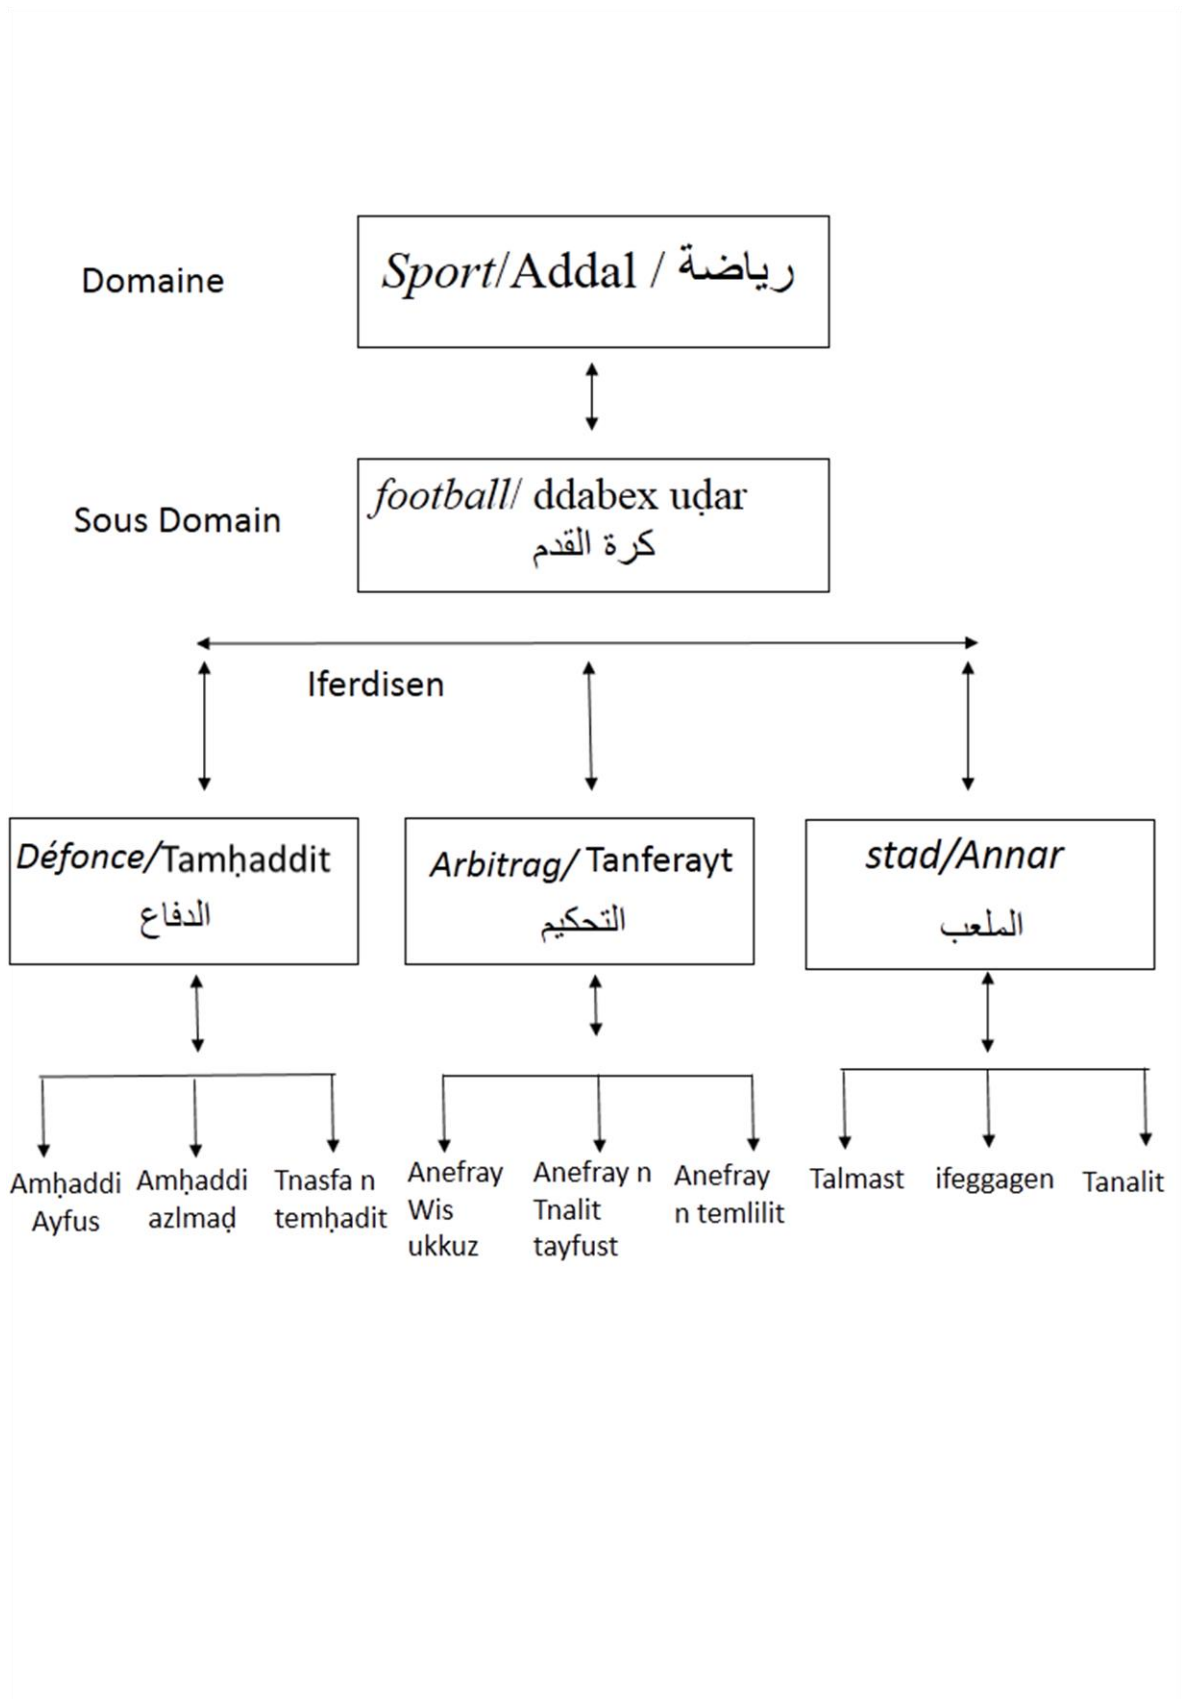 Domaine
Sport/Addal / رياضة
Sous Domain
football/ ddabex uḍar
كرة القدم
Iferdisen
Défonce/Tamḥaddit
الدفاع
Arbitrag/ Tanferayt
التحكيم
stad/Annar
الملعب
Amḥaddi
Ayfus
Amḥaddi
azlmaḍ
Tnasfa n
temḥadit
Anefray
Wis
ukkuz
Anefray n
Tnalit
tayfust
Anefray
n temlilit
Talmast
ifeggagen
Tanalit